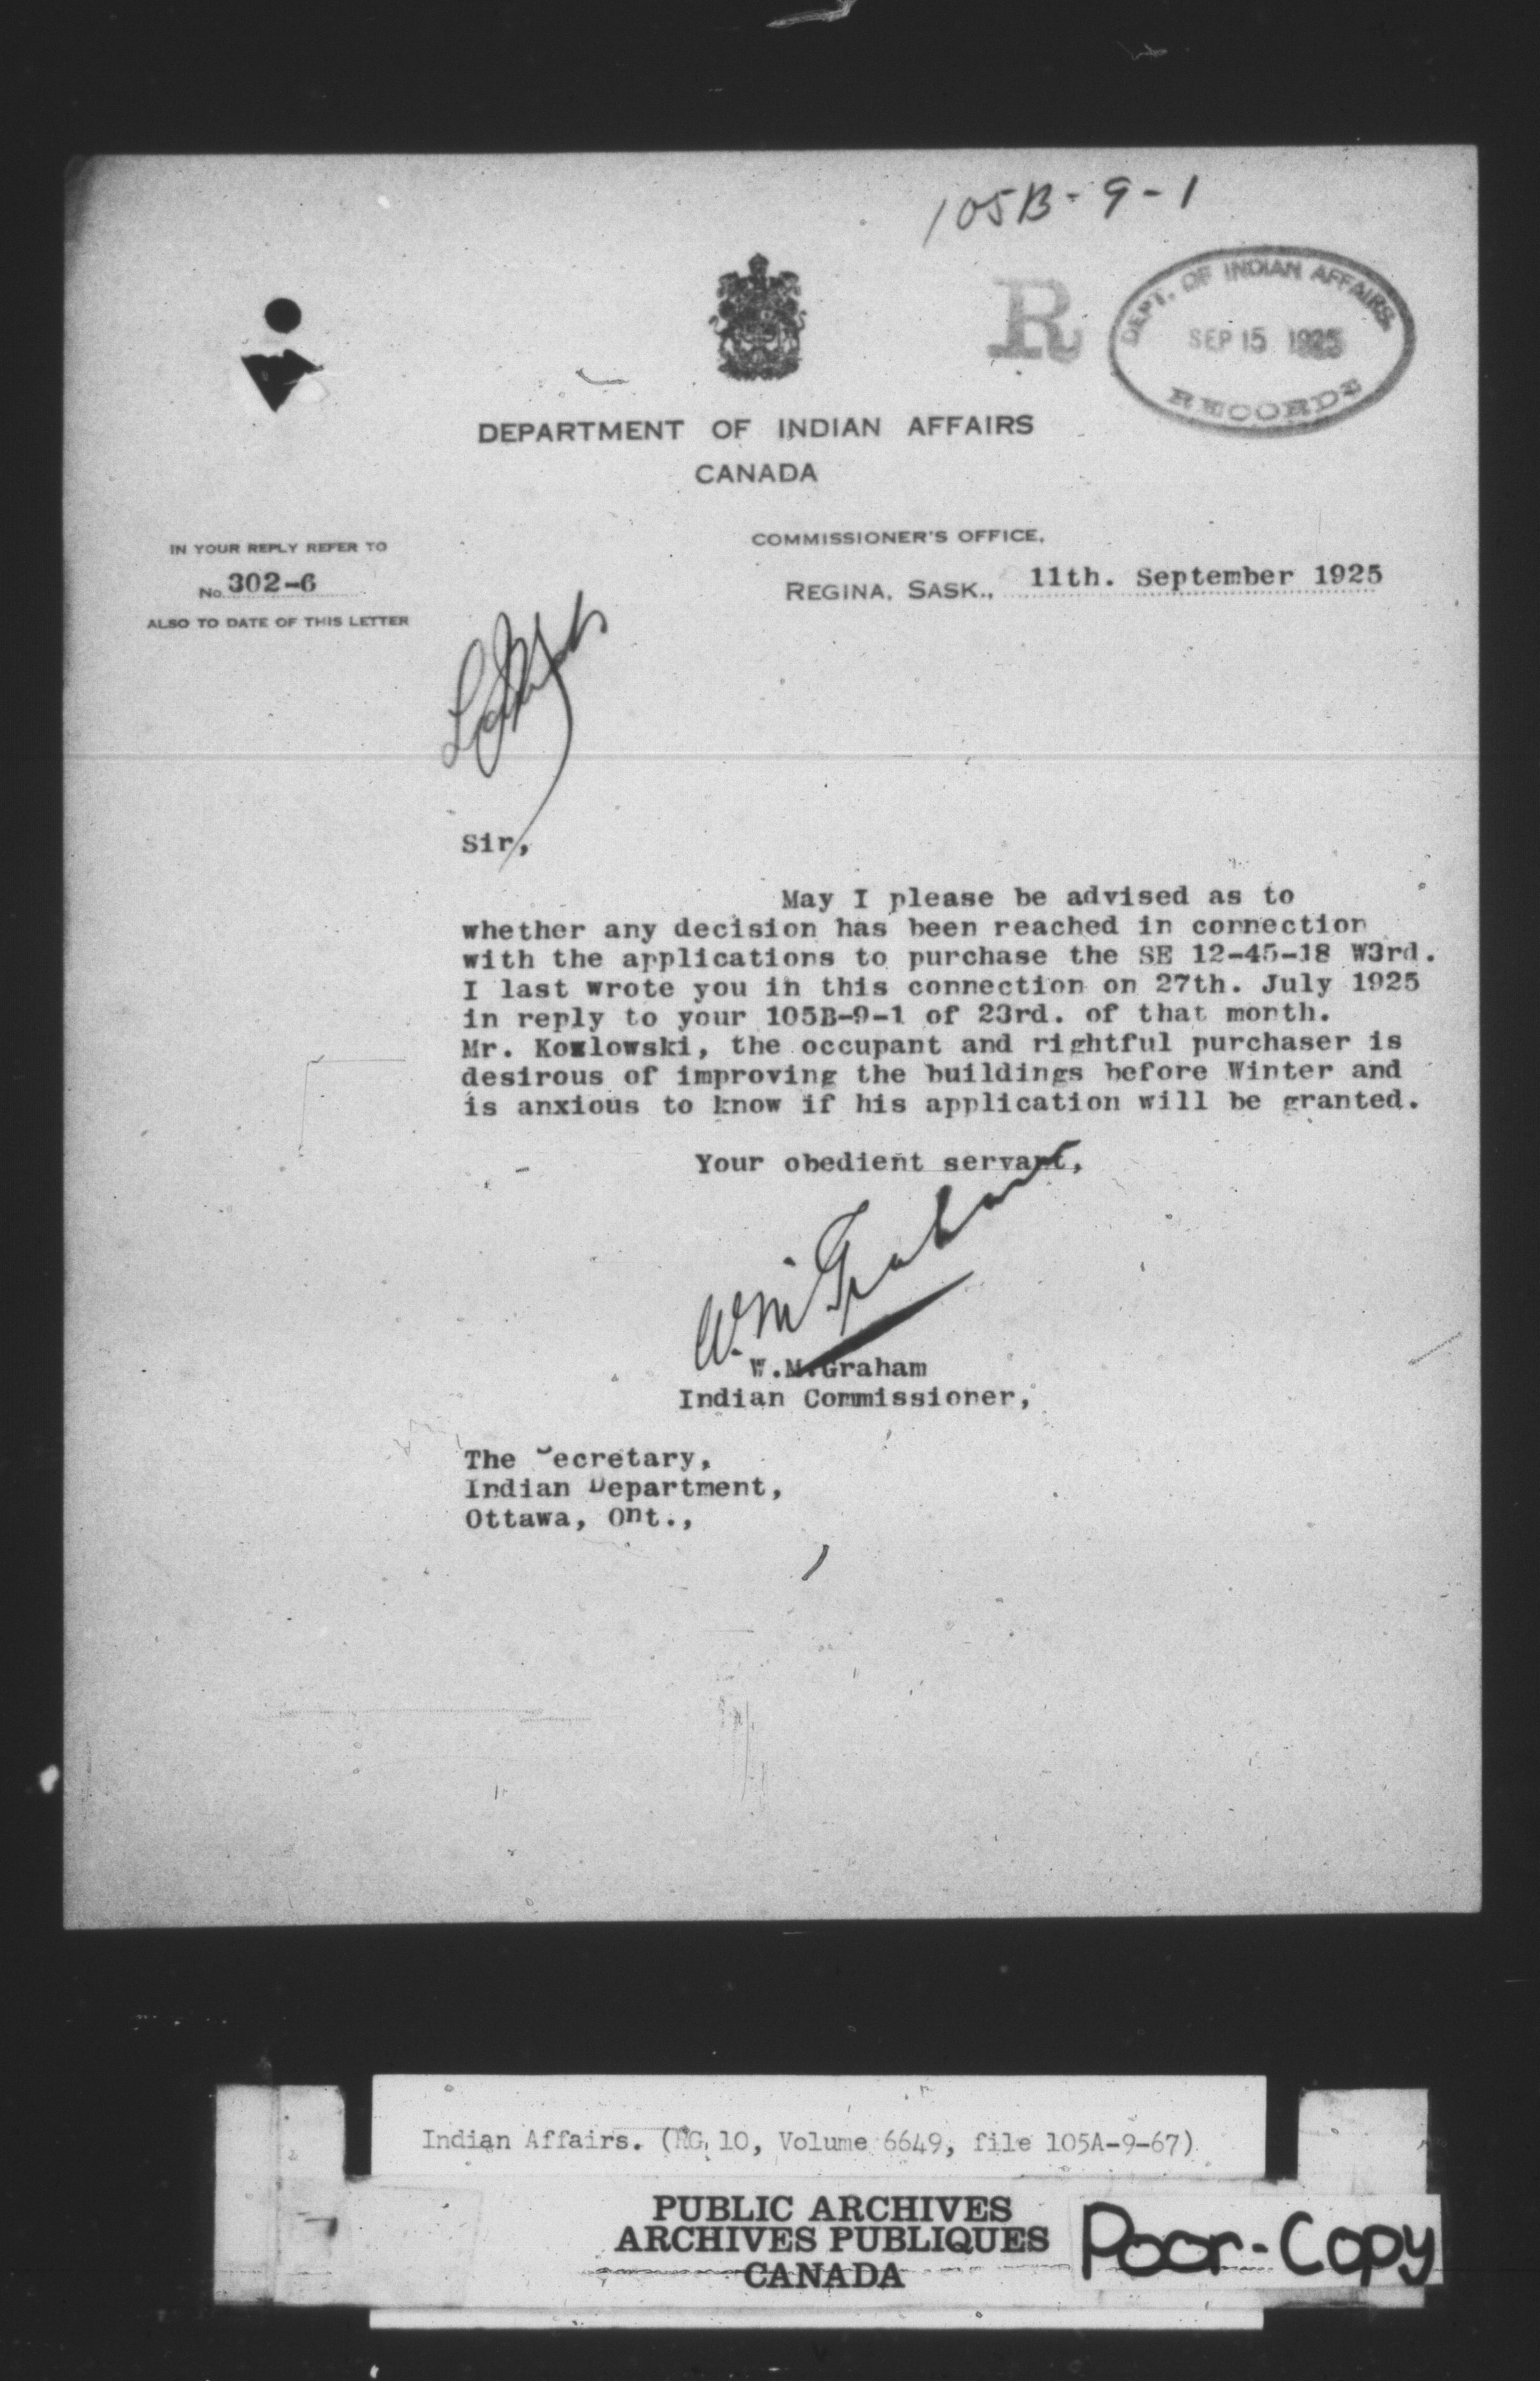 105B-9-1
R
DEPT. OF INDIAN AFFAIRS.
SEP 15 1925
RECORDS
DEPARTMENT OF INDIAN AFFAIRS
CANADA
IN YOUR REPLY REFER TO
No. 302-6
ALSO TO DATE OF THIS LETTER
COMMISSIONER'S OFFICE,
REGINA, SASK., 11th. September 1925
Sir,
May I please be advised as to
whether any decision has been reached in connection
with the applications to purchase the SE 12-45-18 W3rd.
I last wrote you in this connection on 27th. July 1925
in reply to your 105B-9-1 of 23rd. of that month.
Mr. Kozlowski, the occupant and rightful purchaser is
desirous of improving the buildings before Winter and
is anxious to know if his application will be granted.
Your obedient servant,
W.M. Graham
W.M.Graham
Indian Commissioner,
The Secretary,
Indian Department,
Ottawa, Ont.,
Indian Affairs. (RG 10, Volume 6649, file 105A-9-67)
PUBLIC ARCHIVES
ARCHIVES PUBLIQUES
CANADA
Poor-Copy